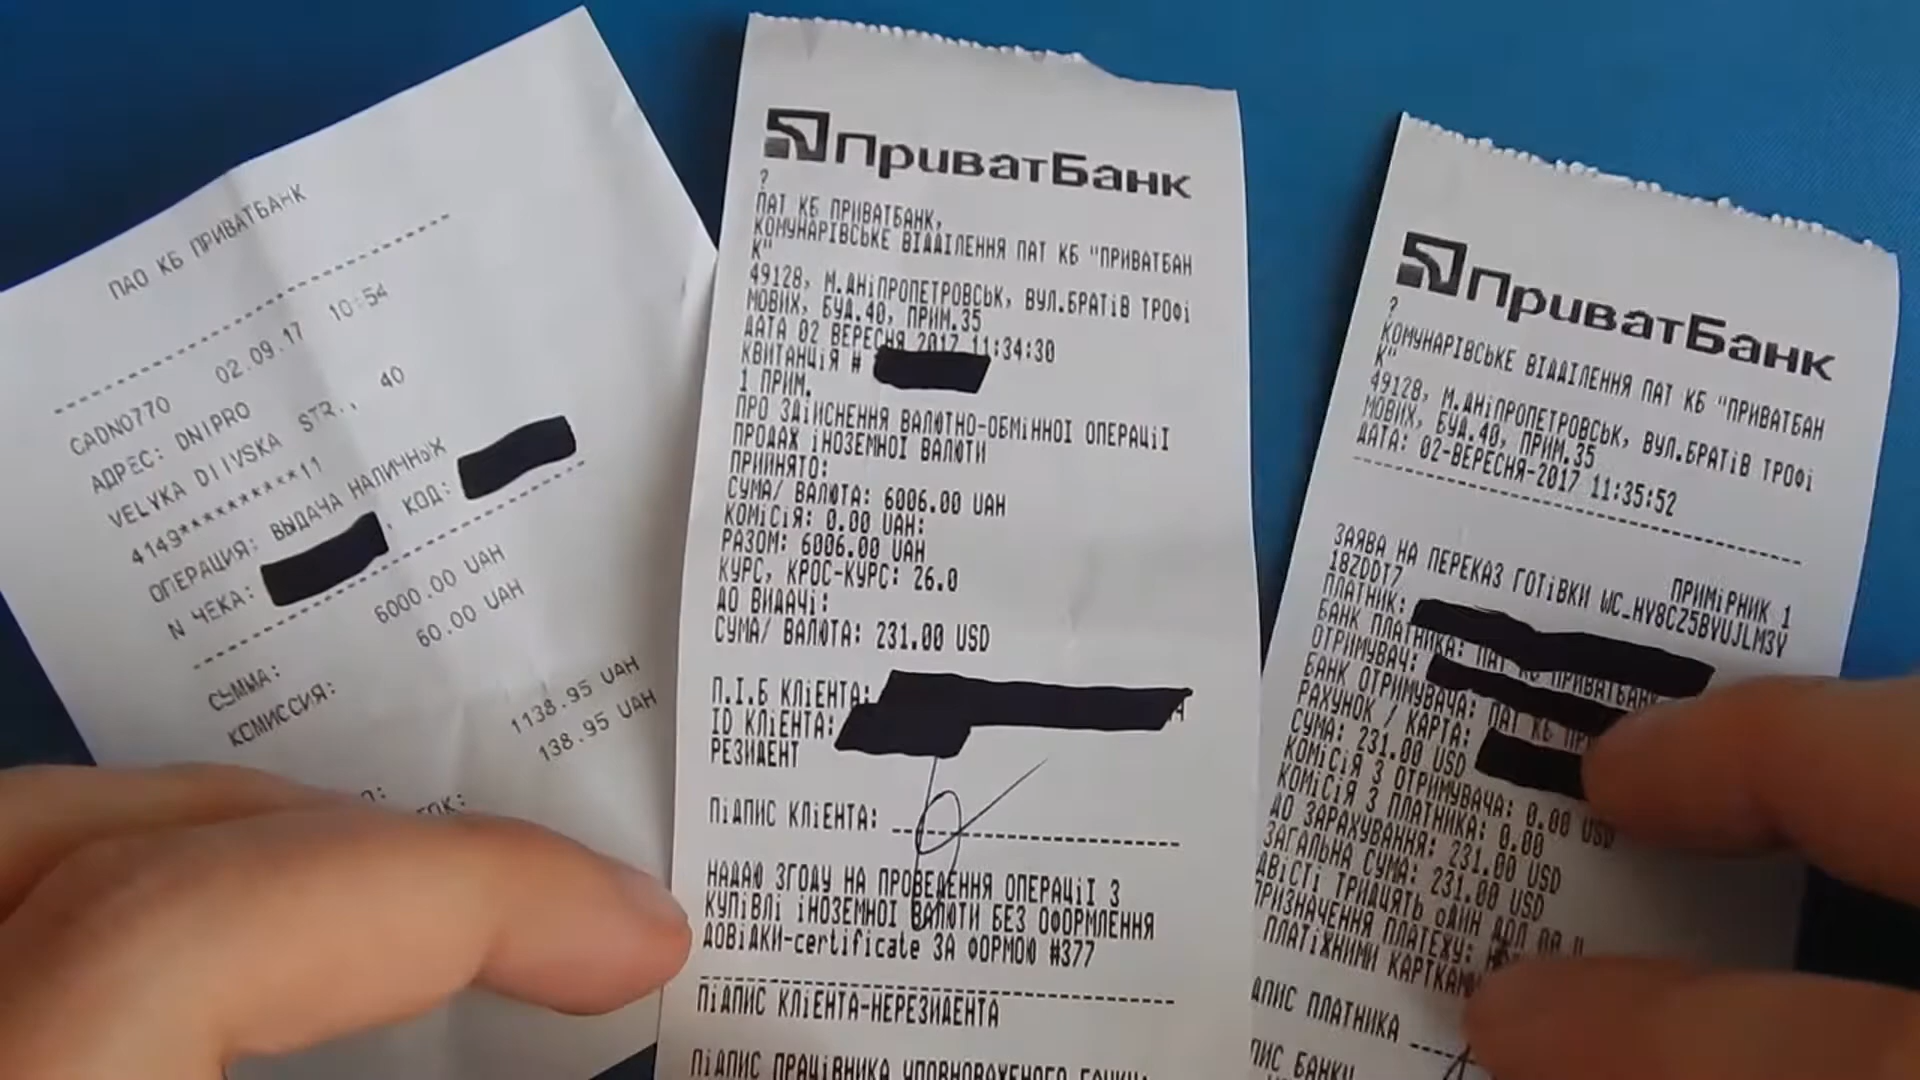 ПАО КБ ПРИВАТБАНК
CADN0770 02.09.17 10:54
АДРЕС: DNIPRO
VELYKA DIIVSKA STR., 40
4149**********11
ОПЕРАЦИЯ: ВЫДАЧА НАЛИЧНЫХ
N ЧЕКА: , КОД:
СУММА: 6000.00 UAH
КОМИССИЯ: 60.00 UAH
1138.95 UAH
138.95 UAH
ПриватБанк
?
ПАТ КБ ПРИВАТБАНК,
КОМУНАРІВСЬКЕ ВІДДІЛЕННЯ ПАТ КБ "ПРИВАТБАН
К"
49128, М.ДНіПРОПЕТРОВСЬК, ВУЛ.БРАТіВ ТРОФі
МОВИХ, БУД.40, ПРИМ.35
ДАТА 02 ВЕРЕСНЯ 2017 11:34:30
КВИТАНЦіЯ #
1 ПРИМ.
ПРО ЗДіЙСНЕННЯ ВАЛЮТНО-ОБМіННОЇ ОПЕРАЦіЇ
ПРОДАЖ іНОЗЕМНОЇ ВАЛЮТИ
ПРИЙНЯТО:
СУМА/ ВАЛЮТА: 6006.00 UAH
КОМіСіЯ: 0.00 UAH:
РАЗОМ: 6006.00 UAH
КУРС, КРОС-КУРС: 26.0
ДО ВИДАЧі:
СУМА/ ВАЛЮТА: 231.00 USD
П.І.Б КЛіЄНТА:
ID КЛіЄНТА:
РЕЗИДЕНТ
ПіДПИС КЛіЄНТА:
НАДАЮ ЗГОДУ НА ПРОВЕДЕННЯ ОПЕРАЦіЇ З
КУПіВЛі іНОЗЕМНОЇ ВАЛЮТИ БЕЗ ОФОРМЛЕННЯ
ДОВіДКИ-certificate ЗА ФОРМОЮ #377
ПіДПИС КЛіЄНТА-НЕРЕЗИДЕНТА
ПіДПИС ПРАЦіВНИКА УПОВНОВАЖЕНОГО БАНКУ:
ПриватБанк
?
КОМУНАРІВСЬКЕ ВІДДІЛЕННЯ ПАТ КБ "ПРИВАТБАН
К"
49128, М.ДНіПРОПЕТРОВСЬК, ВУЛ.БРАТіВ ТРОФі
МОВИХ, БУД.40, ПРИМ.35
ДАТА: 02-ВЕРЕСНЯ-2017 11:35:52
ПРИМіРНИК 1
ЗАЯВА НА ПЕРЕКАЗ ГОТіВКИ WC_HV8CZ5BVUJLM3V
18ZDDT7
ПЛАТНИК:
БАНК ПЛАТНИКА: ПАТ КБ ПРИВАТБАНК
ОТРИМУВАЧ:
БАНК ОТРИМУВАЧА: ПАТ КБ
РАХУНОК / КАРТА:
СУМА: 231.00 USD
КОМіСіЯ З ОТРИМУВАЧА: 0.00 USD
КОМіСіЯ З ПЛАТНИКА: 0.00
ДО ЗАРАХУВАННЯ: 231.00 USD
ЗАГАЛЬНА СУМА: 231.00 USD
ДВіСТі ТРИДЦЯТЬ оДИН
ПРИЗНАЧЕННЯ ПЛАТЕЖУ:
ПЛАТіЖНИМИ КАРТКАМИ
ПЛАТНИКА
БАНКУ